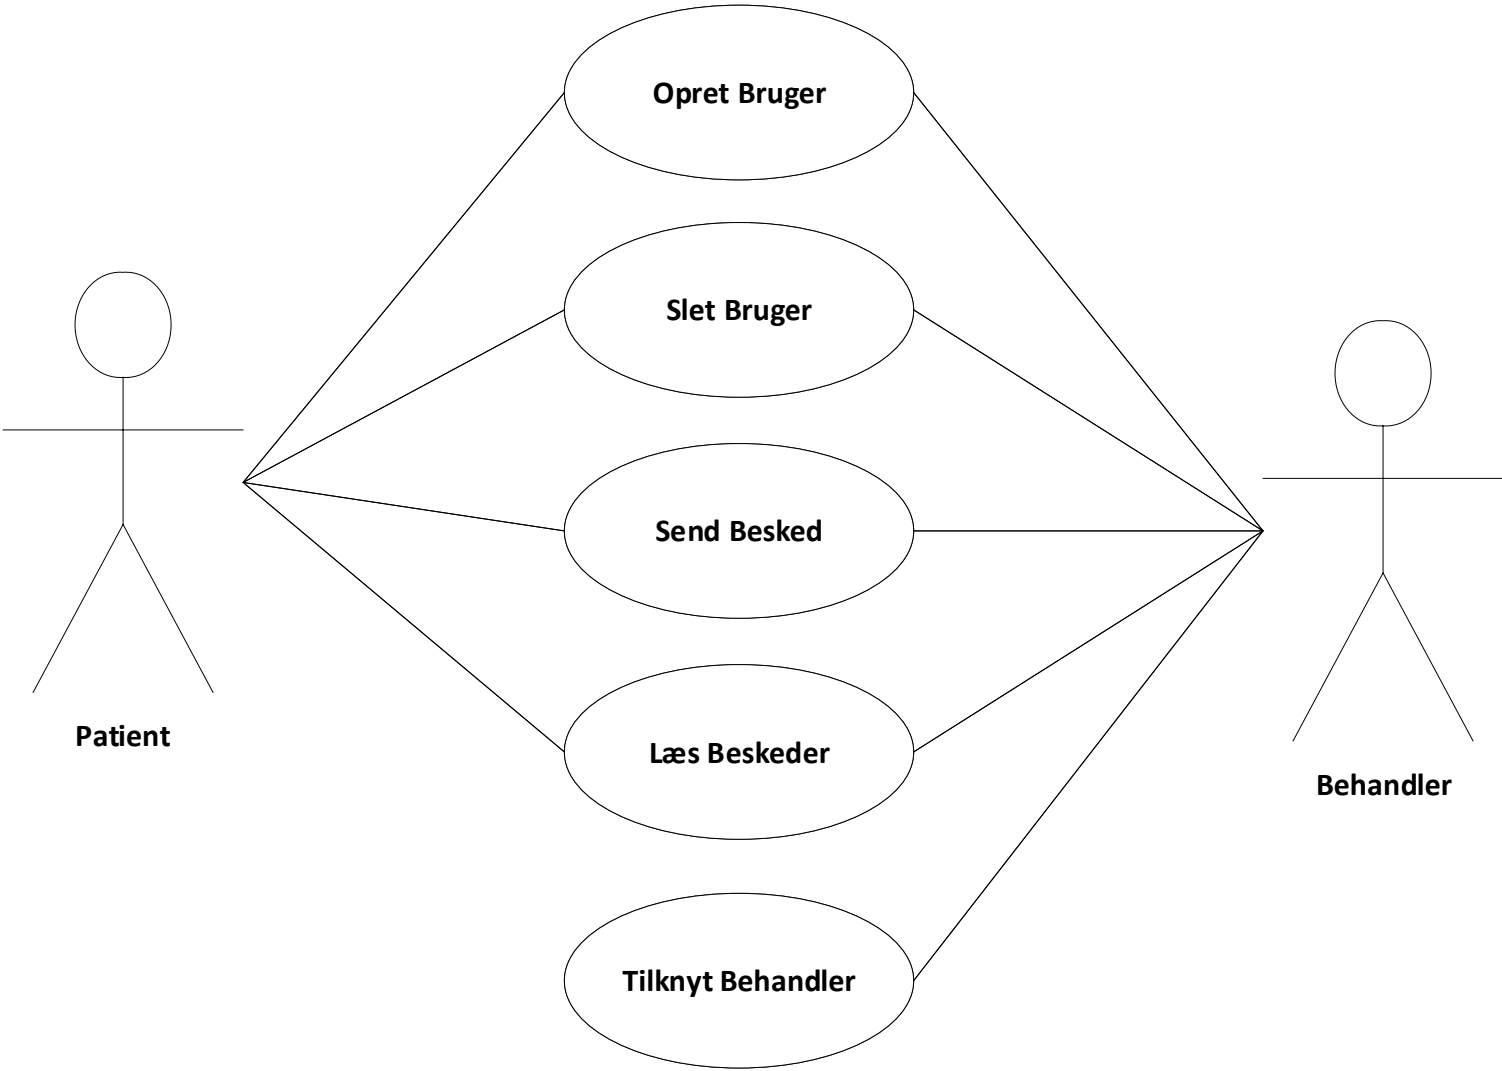 Opret Bruger
Slet Bruger
Send Besked
Læs Beskeder
Tilknyt Behandler
Patient
Behandler